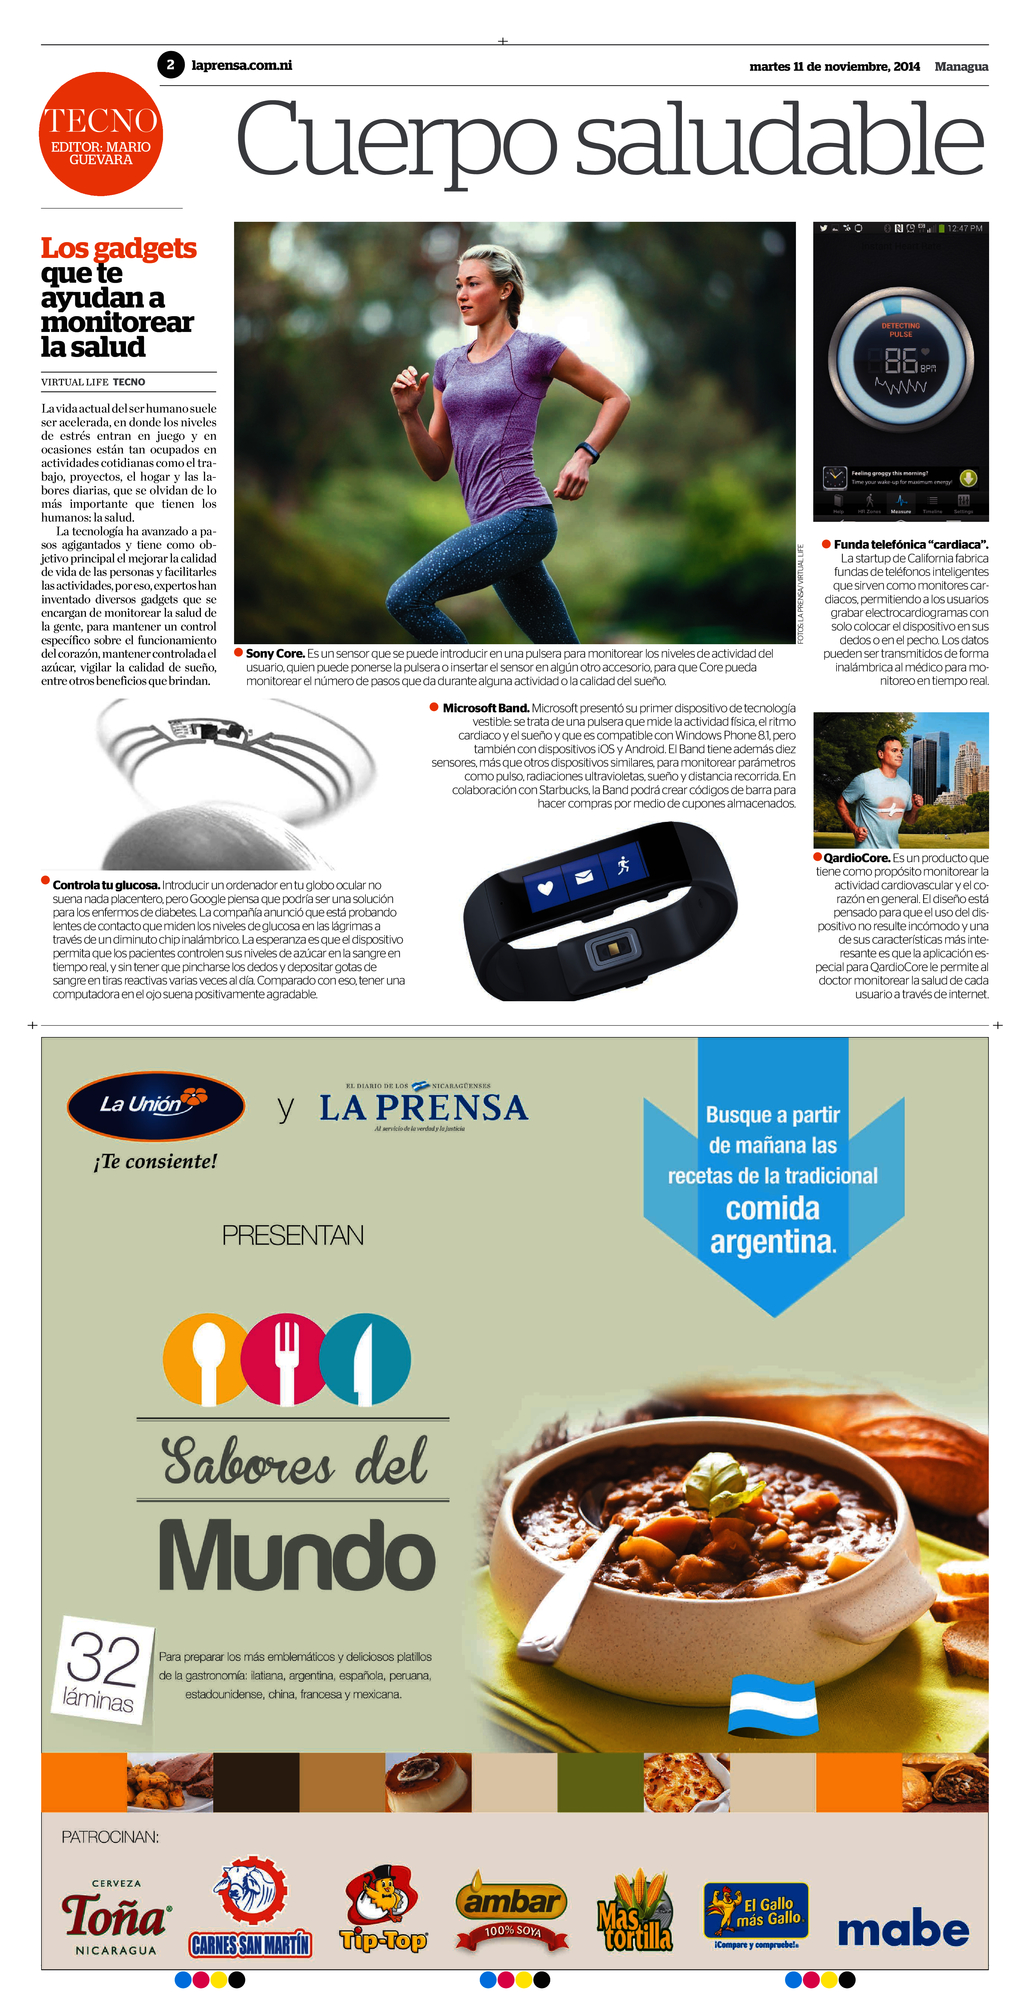 2 laprensa.com.ni
martes 11 de noviembre, 2014 Managua
TECNO
EDITOR: MARIO
GUEVARA
Cuerpo saludable
Los gadgets
que te
ayudan a
monitorear
la salud
VIRTUAL LIFE TECNO
La vida actual del ser humano suele
ser acelerada, en donde los niveles
de estrés entran en juego y en
ocasiones están tan ocupados en
actividades cotidianas como el tra-
bajo, proyectos, el hogar y las la-
bores diarias, que se olvidan de lo
más importante que tienen los
humanos: la salud.
La tecnología ha avanzado a pa-
sos agigantados y tiene como ob-
jetivo principal el mejorar la calidad
de vida de las personas y facilitarles
las actividades, por eso, expertos han
inventado diversos gadgets que se
encargan de monitorear la salud de
la gente, para mantener un control
específico sobre el funcionamiento
del corazón, mantener controlada el
azúcar, vigilar la calidad de sueño,
entre otros beneficios que brindan.
FOTOS: LA PRENSA/ VIRTUAL LIFE
Sony Core. Es un sensor que se puede introducir en una pulsera para monitorear los niveles de actividad del
usuario, quien puede ponerse la pulsera o insertar el sensor en algún otro accesorio, para que Core pueda
monitorear el número de pasos que da durante alguna actividad o la calidad del sueño.
12:47 PM
DETECTING
PULSE
86 BPM
Feeling groggy this morning?
Time your wake-up for maximum energy!
Help HR Zones Measure Timeline Settings
Funda telefónica “cardiaca”.
La startup de California fabrica
fundas de teléfonos inteligentes
que sirven como monitores car-
diacos, permitiendo a los usuarios
grabar electrocardiogramas con
solo colocar el dispositivo en sus
dedos o en el pecho. Los datos
pueden ser transmitidos de forma
inalámbrica al médico para mo-
nitoreo en tiempo real.
Microsoft Band. Microsoft presentó su primer dispositivo de tecnología
vestible: se trata de una pulsera que mide la actividad física, el ritmo
cardiaco y el sueño y que es compatible con Windows Phone 8.1, pero
también con dispositivos iOS y Android. El Band tiene además diez
sensores, más que otros dispositivos similares, para monitorear parámetros
como pulso, radiaciones ultravioletas, sueño y distancia recorrida. En
colaboración con Starbucks, la Band podrá crear códigos de barra para
hacer compras por medio de cupones almacenados.
Controla tu glucosa. Introducir un ordenador en tu globo ocular no
suena nada placentero, pero Google piensa que podría ser una solución
para los enfermos de diabetes. La compañía anunció que está probando
lentes de contacto que miden los niveles de glucosa en las lágrimas a
través de un diminuto chip inalámbrico. La esperanza es que el dispositivo
permita que los pacientes controlen sus niveles de azúcar en la sangre en
tiempo real, y sin tener que pincharse los dedos y depositar gotas de
sangre en tiras reactivas varias veces al día. Comparado con eso, tener una
computadora en el ojo suena positivamente agradable.
QardioCore. Es un producto que
tiene como propósito monitorear la
actividad cardiovascular y el co-
razón en general. El diseño está
pensado para que el uso del dis-
positivo no resulte incómodo y una
de sus características más inte-
resante es que la aplicación es-
pecial para QardioCore le permite al
doctor monitorear la salud de cada
usuario a través de internet.
La Unión
¡Te consiente!
y
EL DIARIO DE LOS NICARAGÜENSES
LA PRENSA
Al servicio de la verdad y la justicia
PRESENTAN
Busque a partir
de mañana las
recetas de la tradicional
comida
argentina.
Sabores del
Mundo
32
láminas
Para preparar los más emblemáticos y deliciosos platillos
de la gastronomía: ilatiana, argentina, española, peruana,
estadounidense, china, francesa y mexicana.
PATROCINAN:
CERVEZA
Toña®
NICARAGUA
CARNES SAN MARTÍN
Tip-Top
ambar
100% SOYA
Mas
tortilla
El Gallo
más Gallo.
¡Compare y compruebe!
mabe